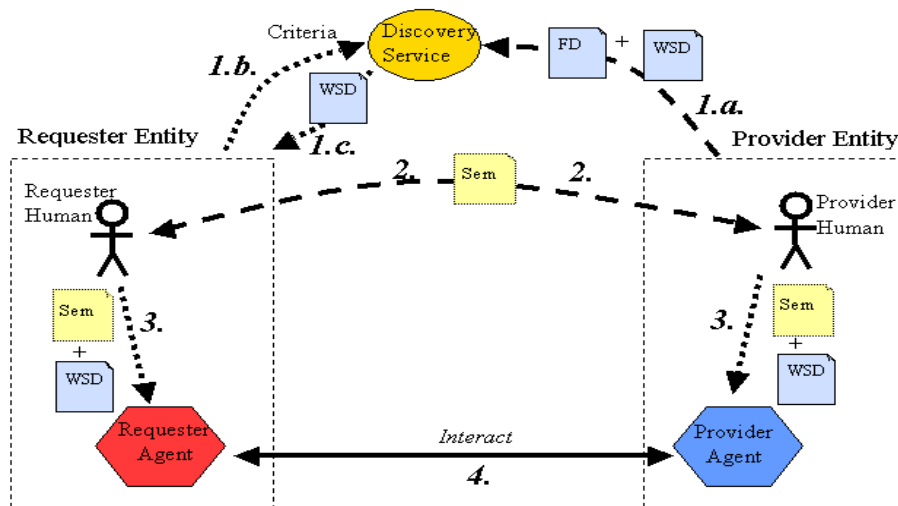 Criteria
Discovery
Service
FD
+
WSD
1.b.
WSD
1.a.
1.c.
Requester Entity
Provider Entity
2.
Sem
2.
Requester
Human
Provider
Human
Sem
3.
+
WSD
3.
Sem
+
WSD
Requester
Agent
Interact
4.
Provider
Agent